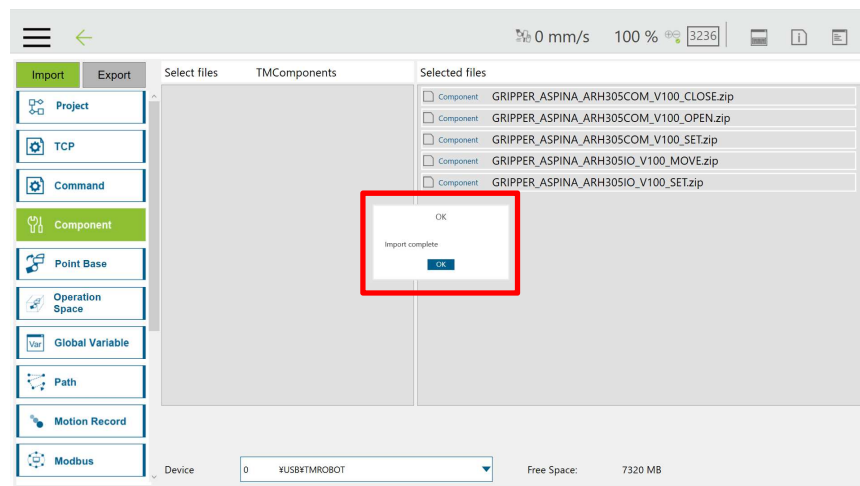 0 mm/s 100 % 3236
Import Export
Select files TMComponents Selected files
Project
TCP
Command
Component
Point Base
Operation
Space
Var Global Variable
Path
Motion Record
Modbus
Component GRIPPER_ASPINA_ARH305COM_V100_CLOSE.zip
Component GRIPPER_ASPINA_ARH305COM_V100_OPEN.zip
Component GRIPPER_ASPINA_ARH305COM_V100_SET.zip
Component GRIPPER_ASPINA_ARH305IO_V100_MOVE.zip
Component GRIPPER_ASPINA_ARH305IO_V100_SET.zip
OK
Import complete
OK
Device 0 ¥USB¥TMROBOT Free Space: 7320 MB